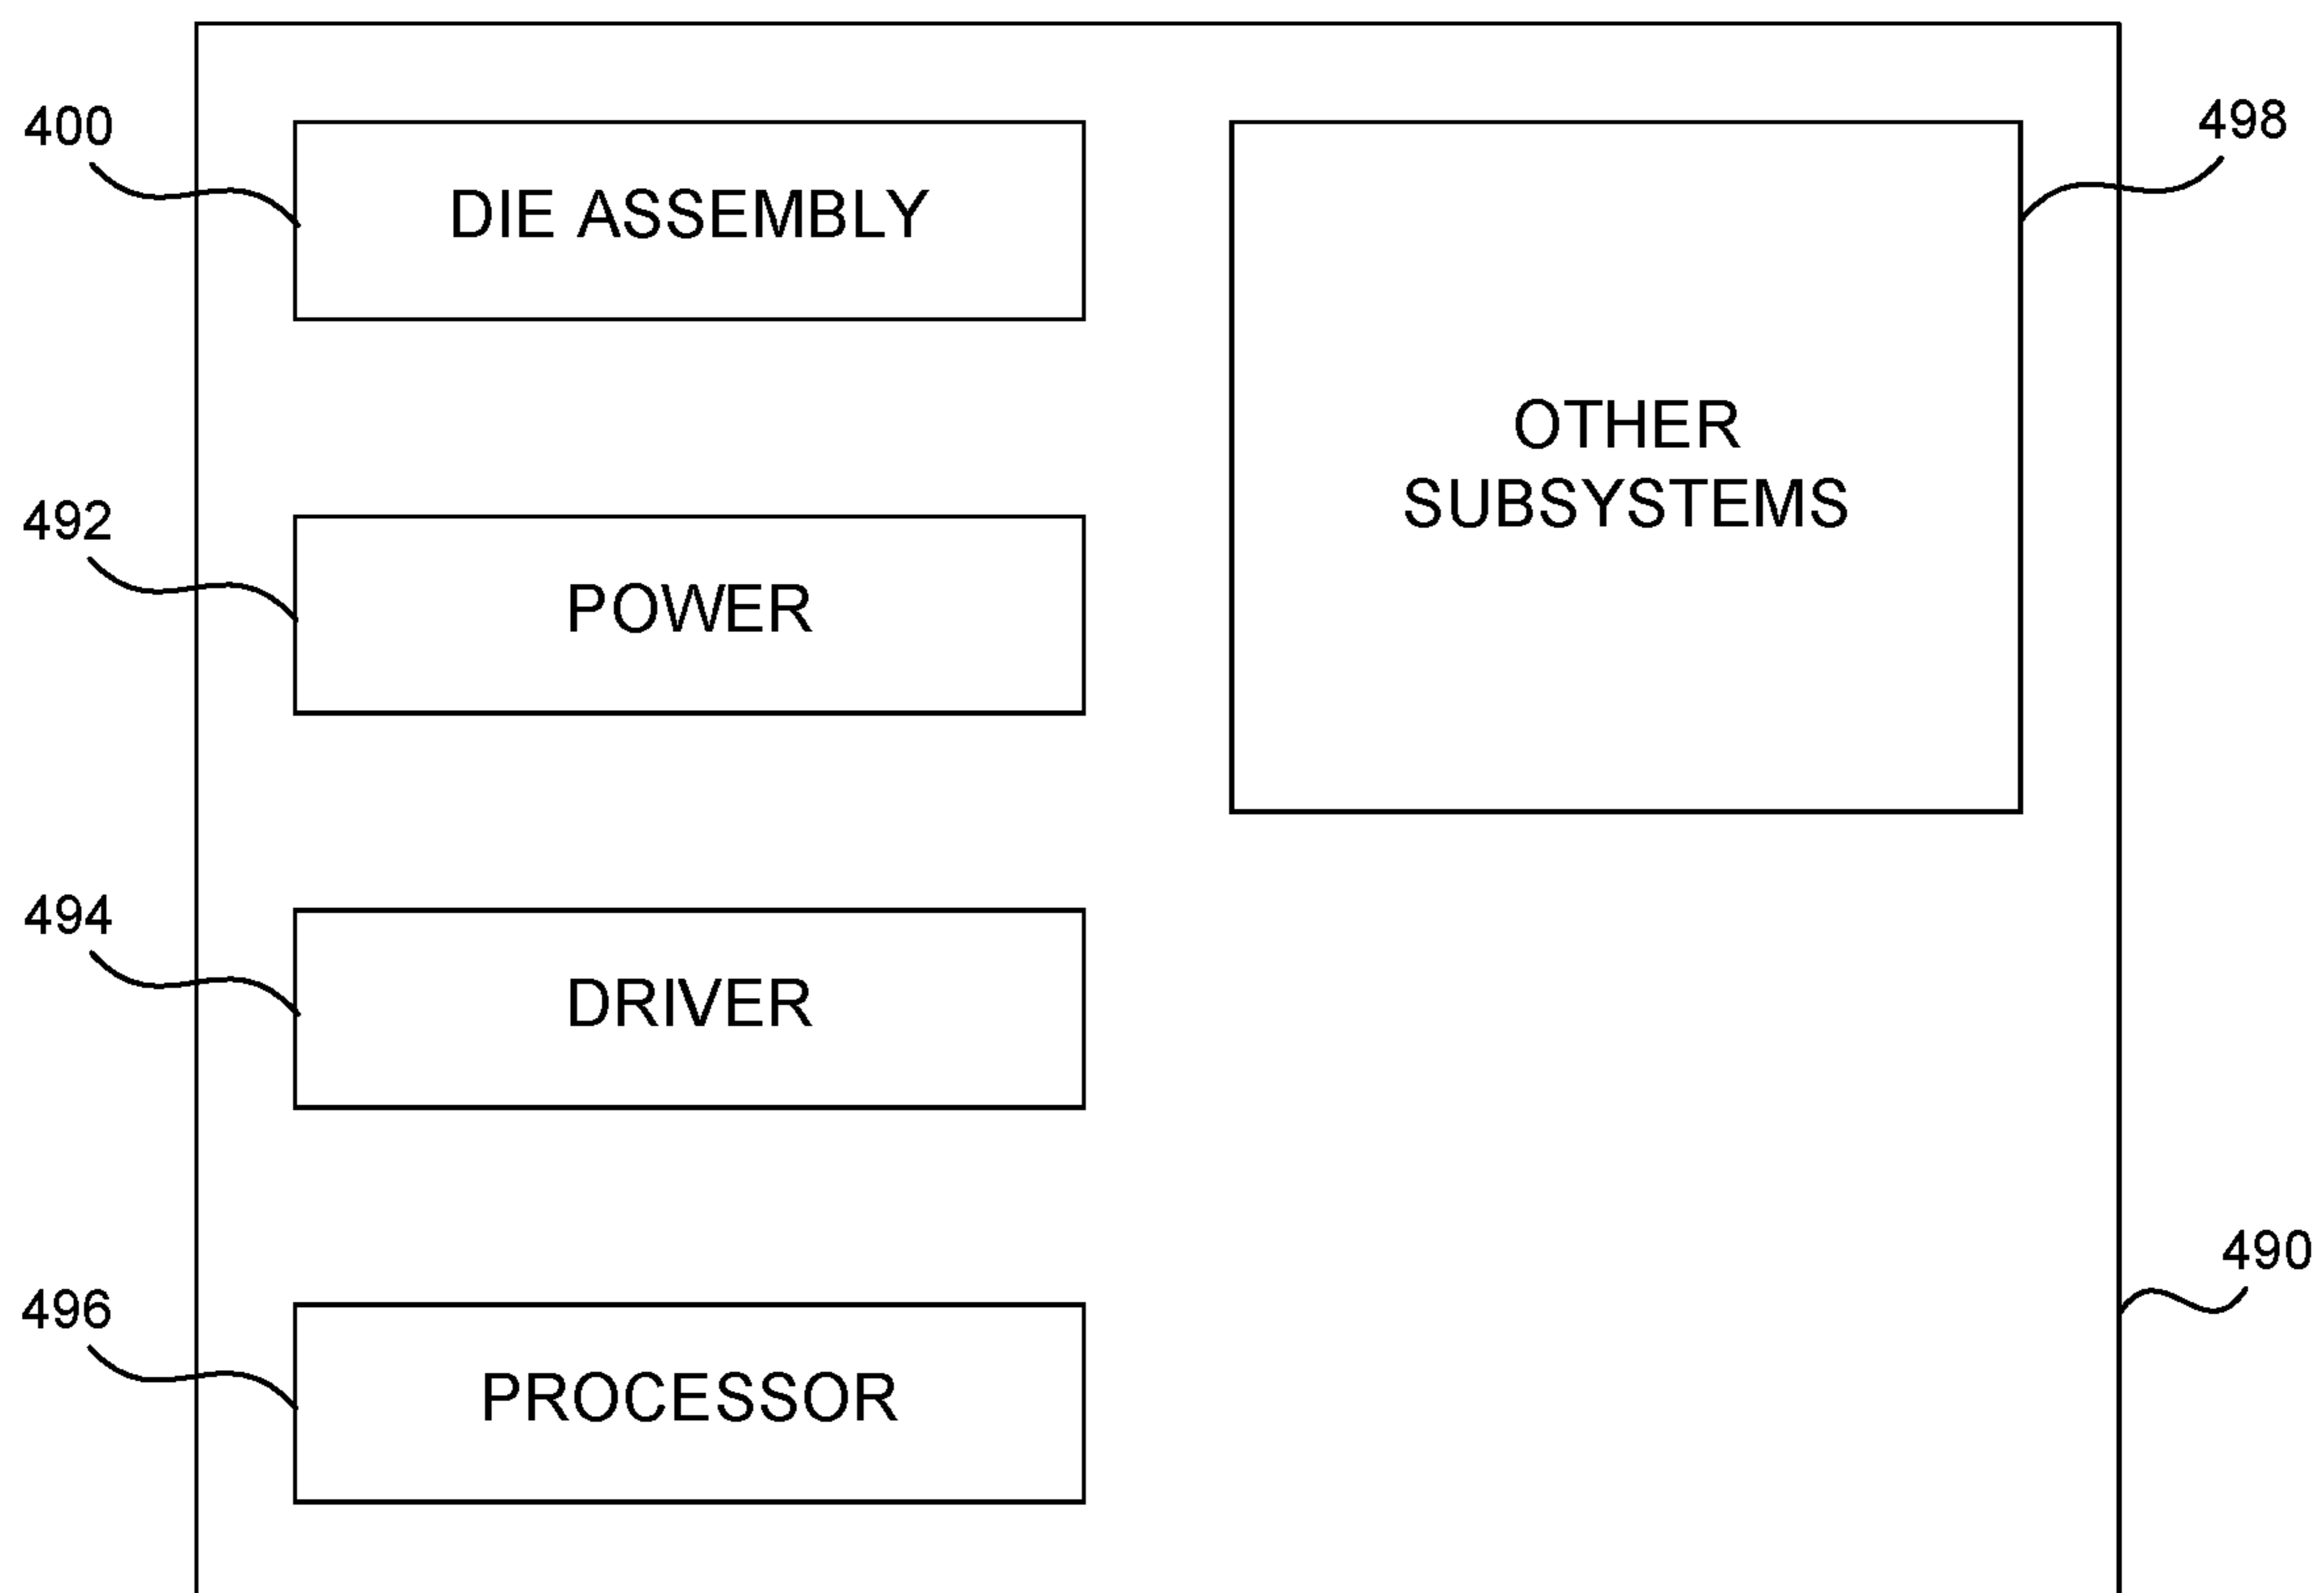 400
DIE ASSEMBLY
498
OTHER
SUBSYSTEMS
492
POWER
494
DRIVER
490
496
PROCESSOR